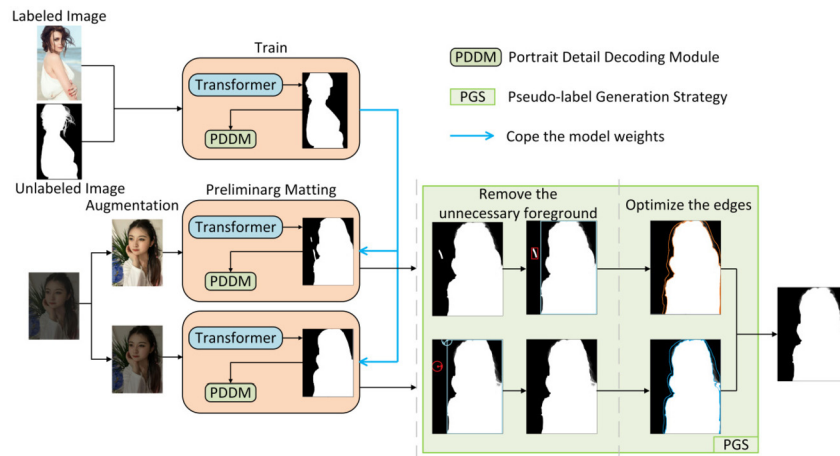 Labeled Image
Train
Transformer
PDDM
PDDM Portrait Detail Decoding Module
PGS Pseudo-label Generation Strategy
Cope the model weights
Unlabeled Image
Augmentation
Preliminarg Matting
Transformer
PDDM
Transformer
PDDM
Remove the
unnecessary foreground
Optimize the edges
PGS